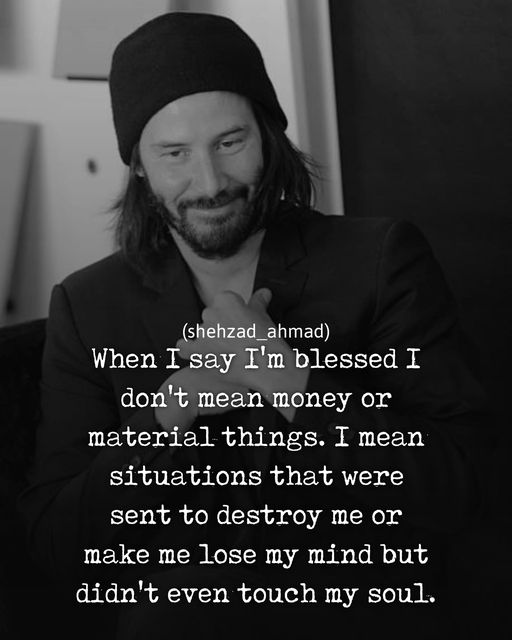 (shehzad_ahmad)
When I say I'm blessed I
don't mean money or
material things. I mean
situations that were
sent to destroy me or
make me lose my mind but
didn't even touch my soul.